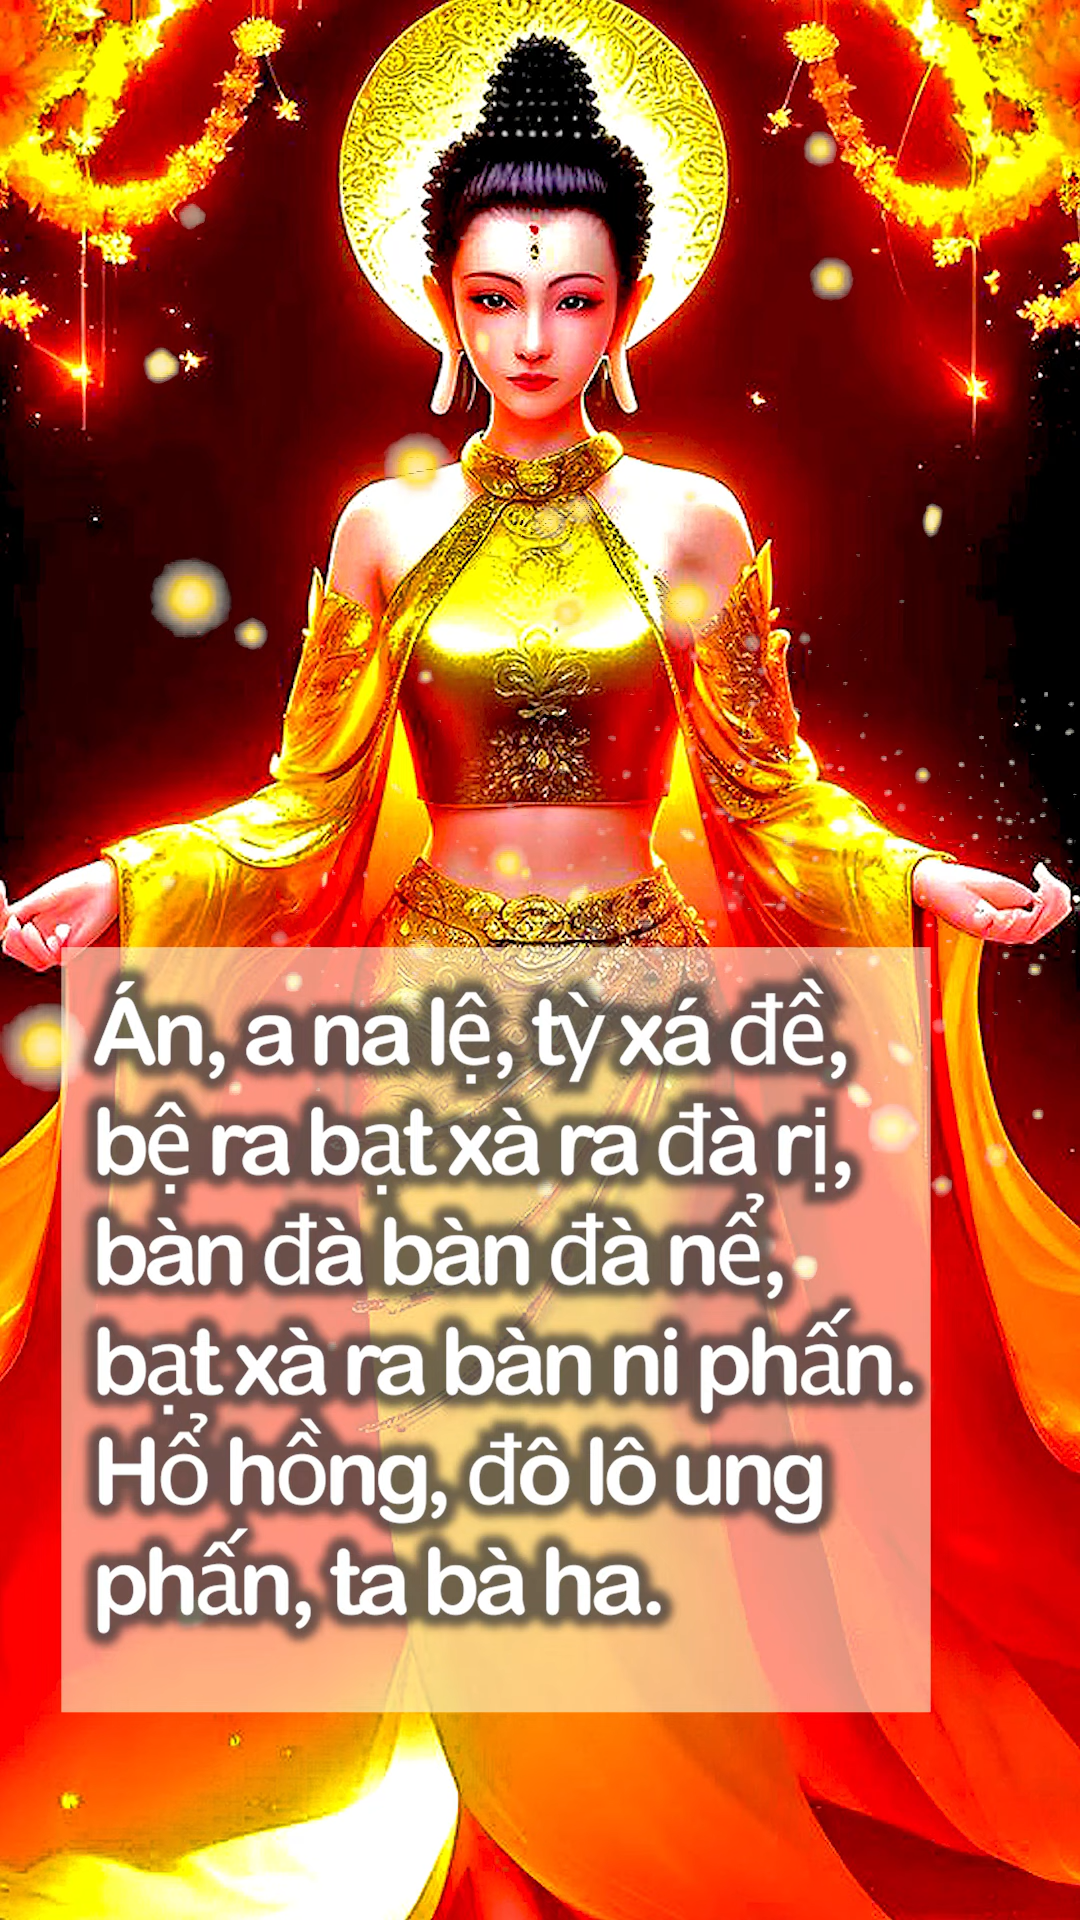 Án, a na lệ, tỳ xá đề,
bệ ra bạt xà ra đà rị,
bàn đà bàn đà nể,
bạt xà ra bàn ni phấn.
Hổ hồng, đô lô ung
phấn, ta bà ha.